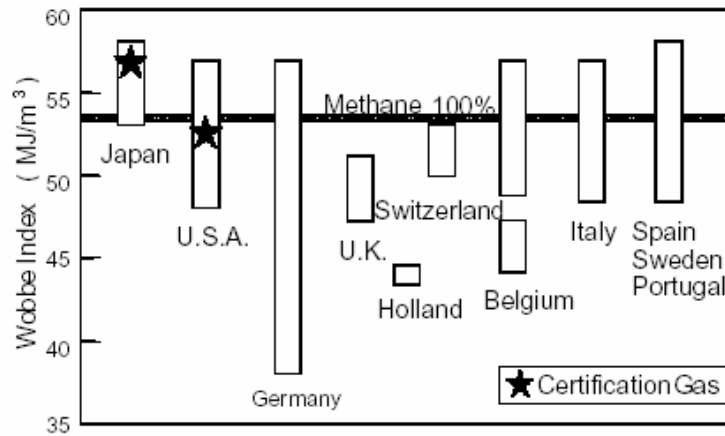 Wobbe Index ( MJ/m³ )
60
55
50
45
40
35
Methane 100%
Japan
U.S.A.
Germany
U.K.
Switzerland
Holland
Belgium
Italy
Spain
Sweden
Portugal
Certification Gas